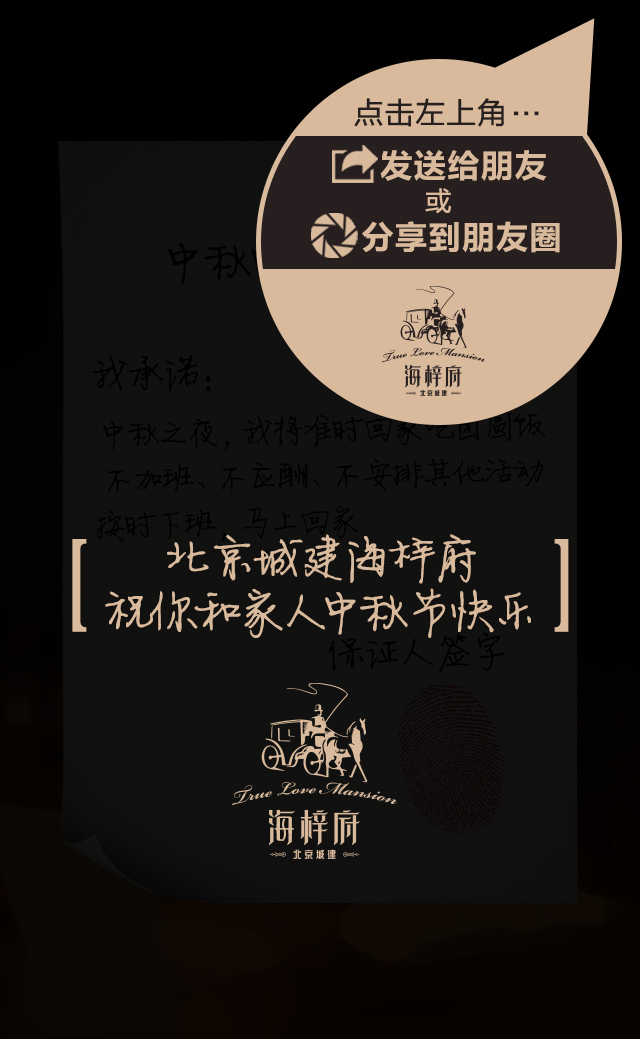 点击左上角…
发送给朋友
或
分享到朋友圈
True Love Mansion
海梓府
北京城建
中秋
我承诺：
中秋之夜，我将准时回家吃团圆饭
不加班、不应酬、不安排其他活动
按时下班，马上回家
[北京城建海梓府
祝你和家人中秋节快乐]
保证人签字
True Love Mansion
海梓府
北京城建